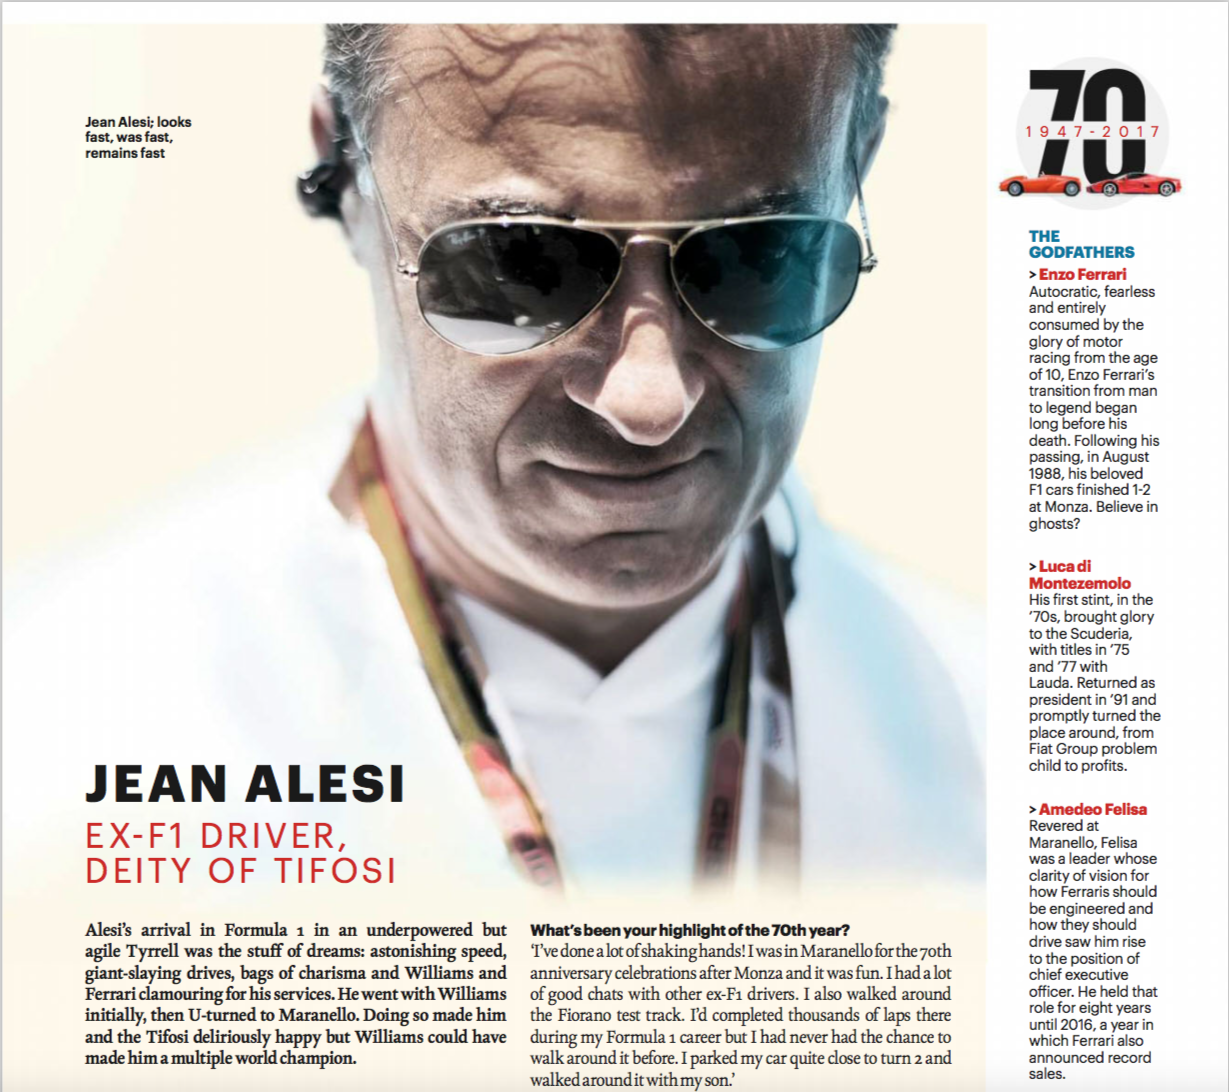 Jean Alesi; looks
fast, was fast,
remains fast
JEAN ALESI
EX-F1 DRIVER,
DEITY OF TIFOSI
Alesi's arrival in Formula 1 in an underpowered but
agile Tyrrell was the stuff of dreams: astonishing speed,
giant-slaying drives, bags of charisma and Williams and
Ferrari clamouring for his services. He went with Williams
initially, then U-turned to Maranello. Doing so made him
and the Tifosi deliriously happy but Williams could have
made him a multiple world champion.
What's been your highlight of the 70th year?
'I've done a lot of shaking hands! I was in Maranello for the 70th
anniversary celebrations after Monza and it was fun. I had a lot
of good chats with other ex-F1 drivers. I also walked around
the Fiorano test track. I'd completed thousands of laps there
during my Formula 1 career but I had never had the chance to
walk around it before. I parked my car quite close to turn 2 and
walked around it with my son.'
70
1947-2017
THE
GODFATHERS
> Enzo Ferrari
Autocratic, fearless
and entirely
consumed by the
glory of motor
racing from the age
of 10, Enzo Ferrari's
transition from man
to legend began
long before his
death. Following his
passing, in August
1988, his beloved
F1 cars finished 1-2
at Monza. Believe in
ghosts?
> Luca di
Montezemolo
His first stint, in the
'70s, brought glory
to the Scuderia,
with titles in '75
and '77 with
Lauda. Returned as
president in '91 and
promptly turned the
place around, from
Fiat Group problem
child to profits.
> Amedeo Felisa
Revered at
Maranello, Felisa
was a leader whose
clarity of vision for
how Ferraris should
be engineered and
how they should
drive saw him rise
to the position of
chief executive
officer. He held that
role for eight years
until 2016, a year in
which Ferrari also
announced record
sales.